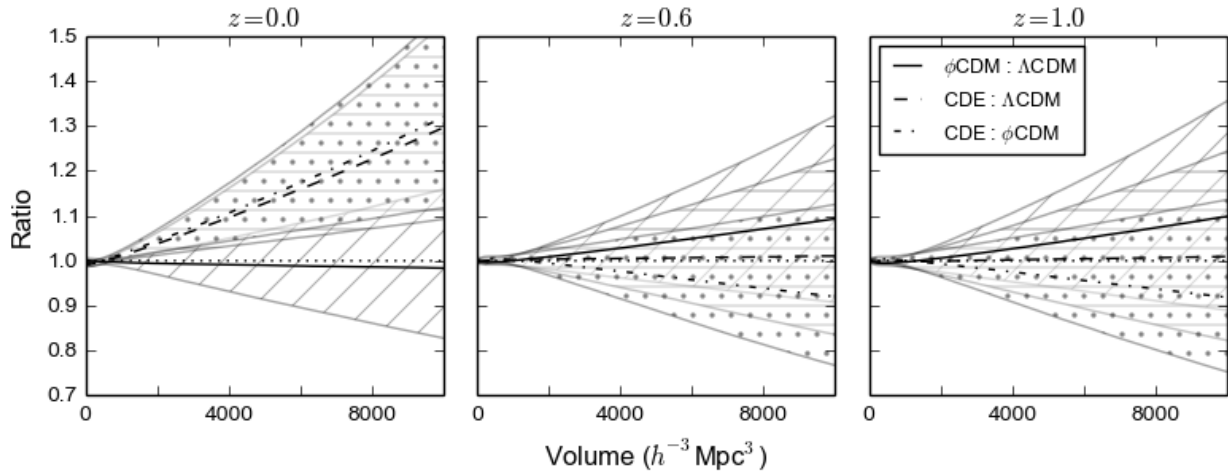 z=0.0 z=0.6 z=1.0
1.5
1.4
1.3
1.2
1.1
1.0
0.9
0.8
0.7
Ratio
ϕCDM : ΛCDM
CDE : ΛCDM
CDE : ϕCDM
0 4000 8000 0 4000 8000 0 4000 8000
Volume (h⁻³ Mpc³)